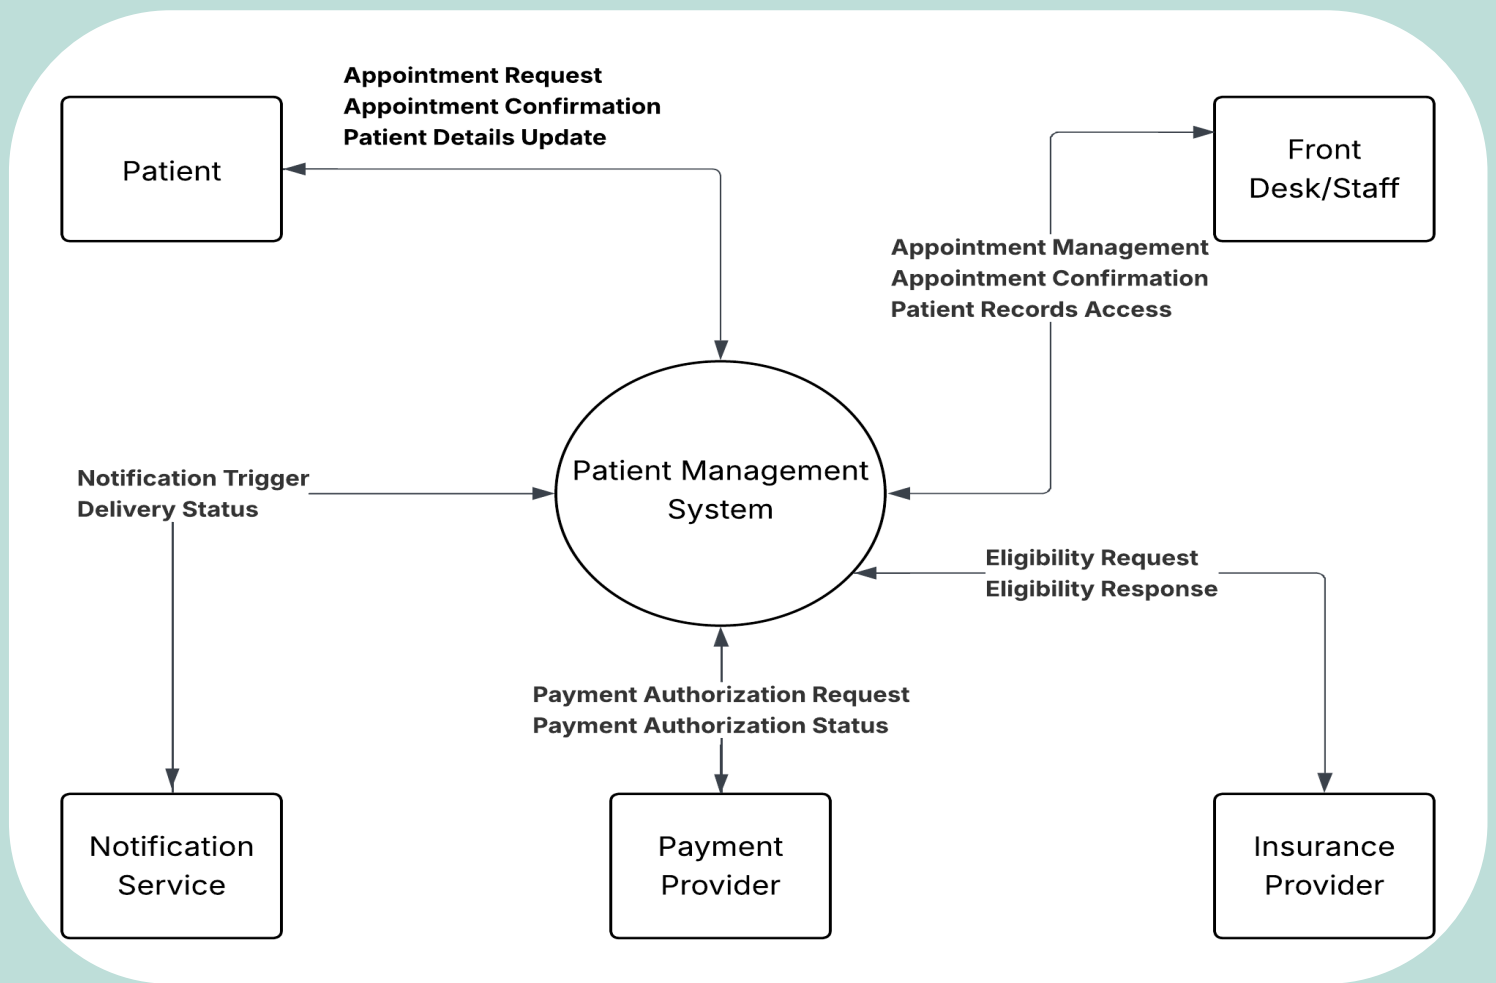 Appointment Request
Appointment Confirmation
Patient Details Update
Patient
Front
Desk/Staff
Appointment Management
Appointment Confirmation
Patient Records Access
Notification Trigger
Delivery Status
Patient Management
System
Eligibility Request
Eligibility Response
Payment Authorization Request
Payment Authorization Status
Notification
Service
Payment
Provider
Insurance
Provider